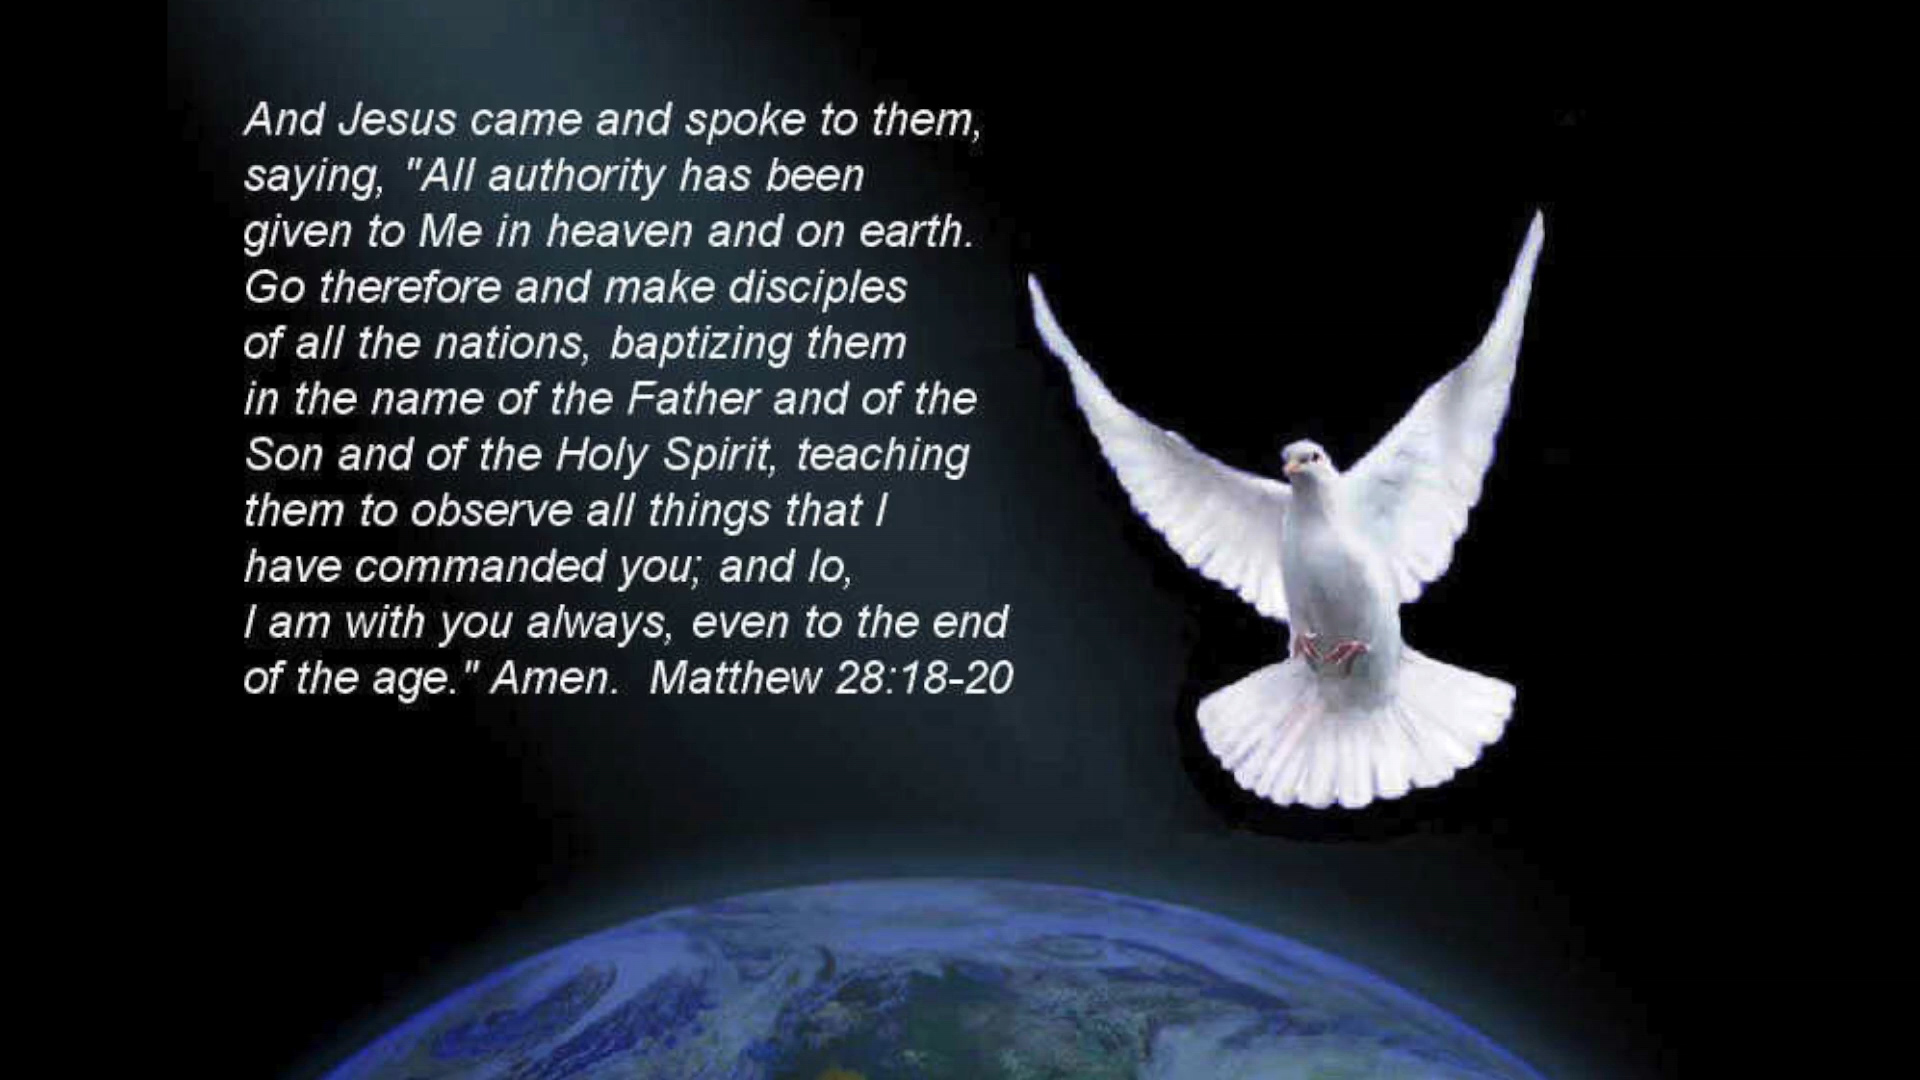 And Jesus came and spoke to them,
saying, "All authority has been
given to Me in heaven and on earth.
Go therefore and make disciples
of all the nations, baptizing them
in the name of the Father and of the
Son and of the Holy Spirit, teaching
them to observe all things that I
have commanded you; and lo,
I am with you always, even to the end
of the age." Amen.  Matthew 28:18-20